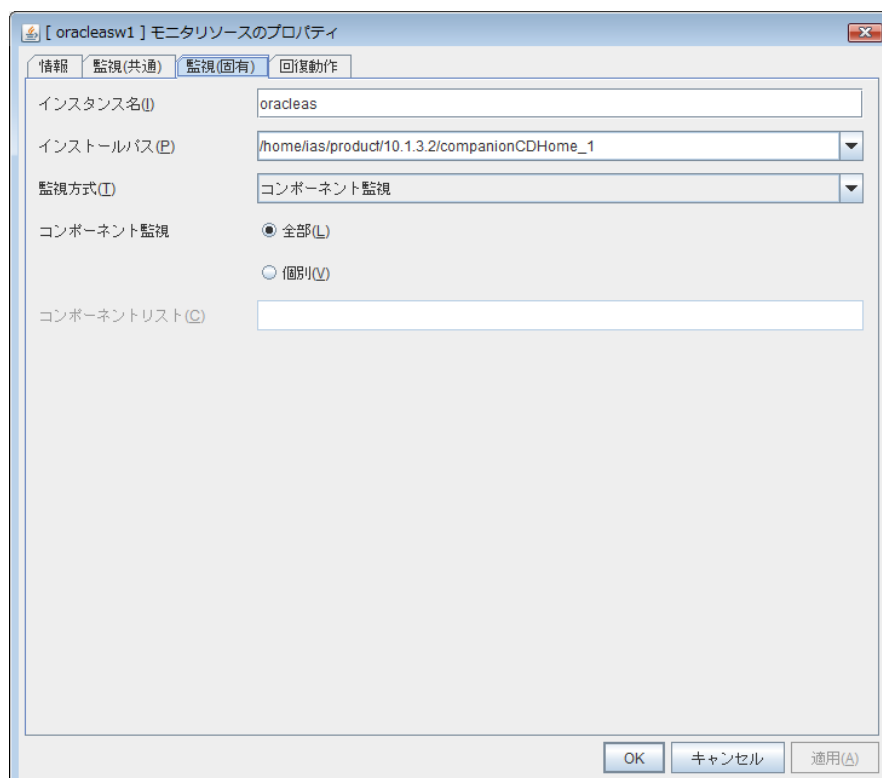 [ oracleasw1 ] モニタリソースのプロパティ
情報 監視(共通) 監視(固有) 回復動作
インスタンス名(I) oracleas
インストールパス(P) /home/ias/product/10.1.3.2/companionCDHome_1
監視方式(T) コンポーネント監視
コンポーネント監視 全部(L)
個別(V)
コンポーネントリスト(C)
OK キャンセル 適用(A)